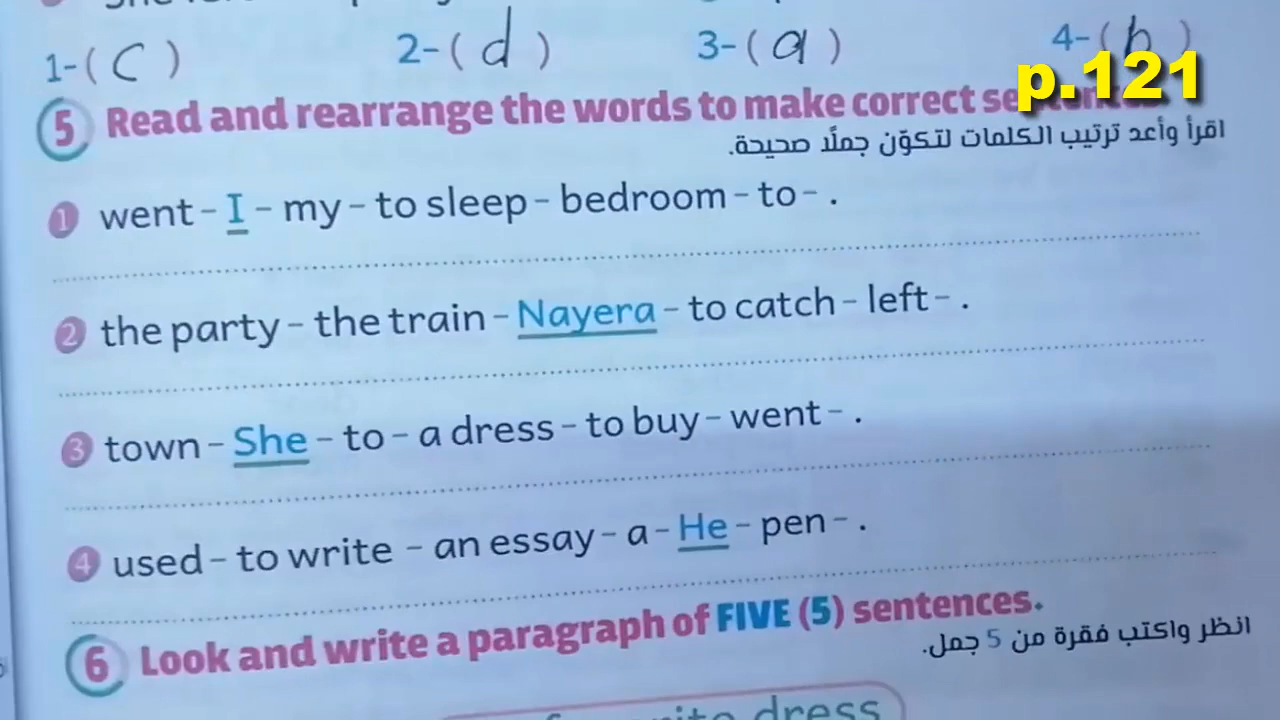 1-( c ) 2-( d ) 3-( a ) 4-( b )
p.121
5 Read and rearrange the words to make correct
اقرأ وأعد ترتيب الكلمات لتكوّن جملًا صحيحة.
1 went - I - my - to sleep - bedroom - to - .
2 the party - the train - Nayera - to catch - left - .
3 town - She - to - a dress - to buy - went - .
4 used - to write - an essay - a - He - pen - .
6 Look and write a paragraph of FIVE (5) sentences.
انظر واكتب فقرة من 5 جمل.
dress